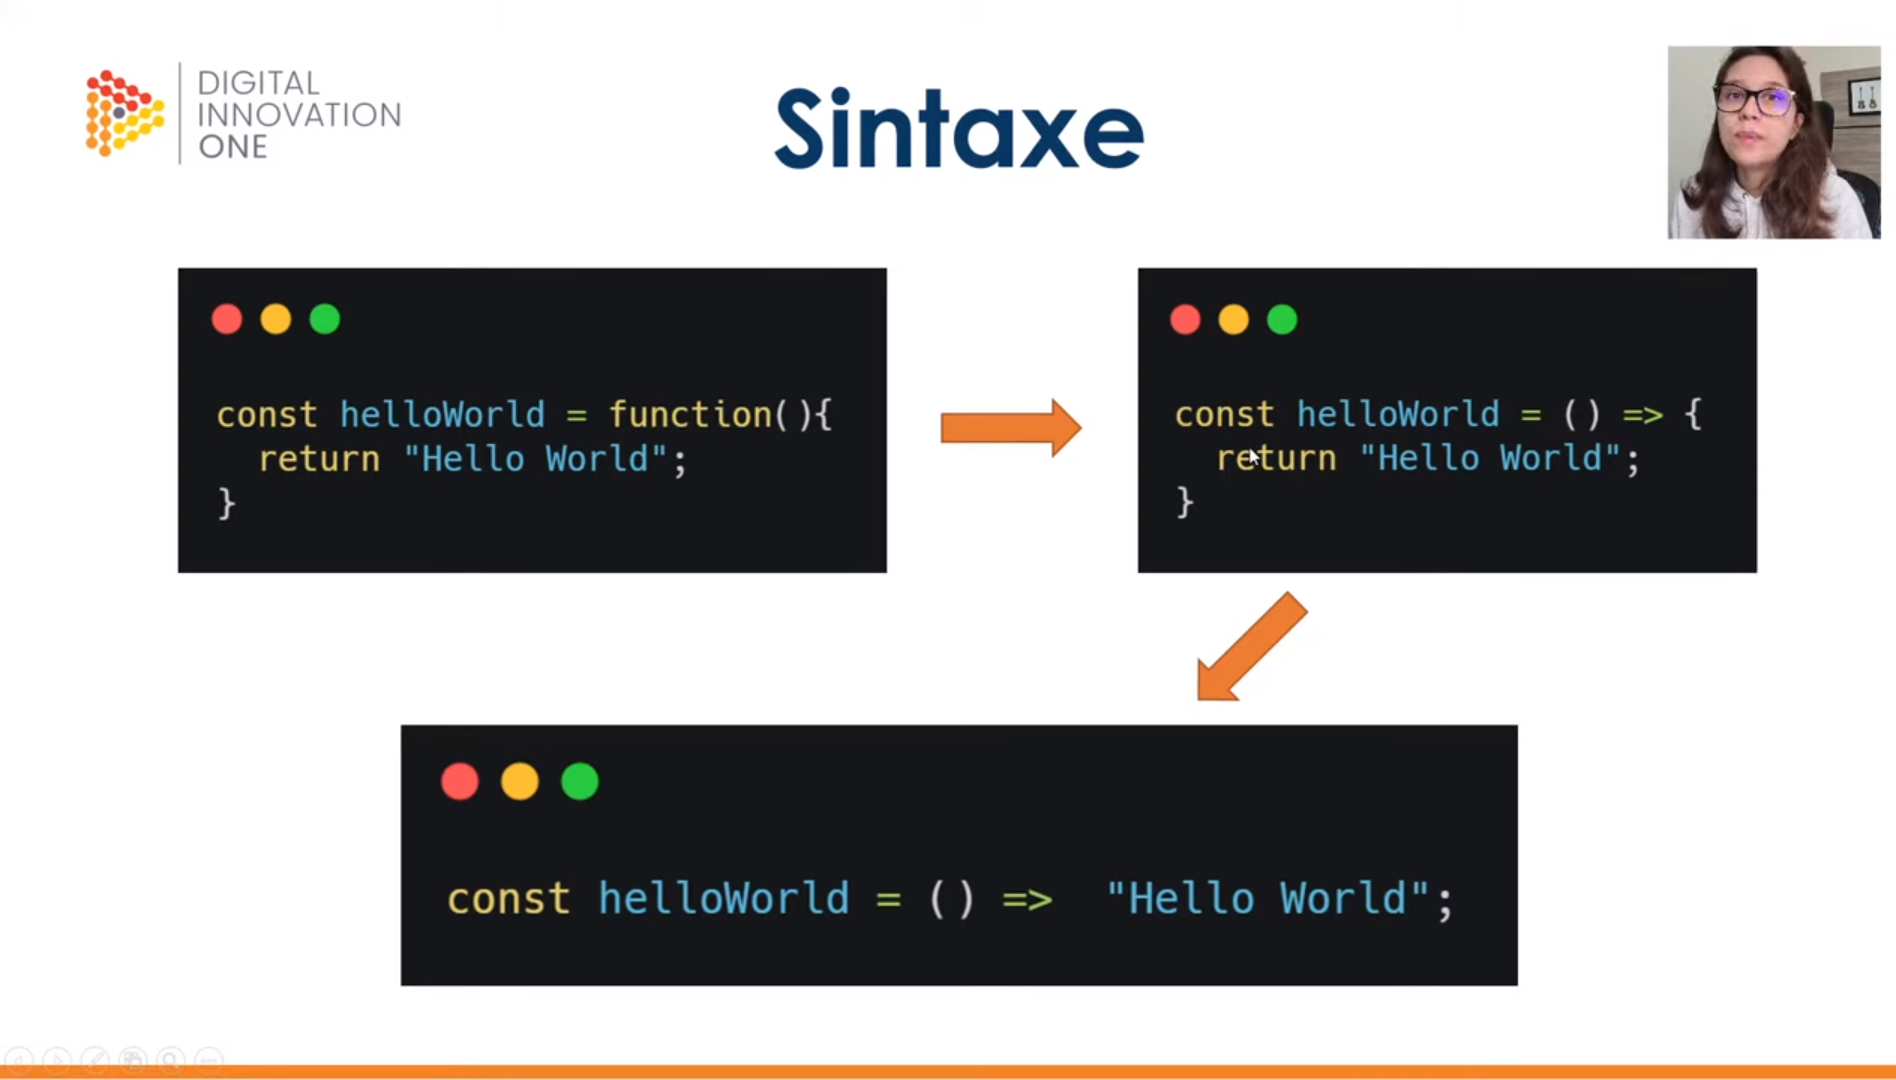 DIGITAL
INNOVATION
ONE
Sintaxe
const helloWorld = function(){
  return "Hello World";
}
const helloWorld = () => {
  return "Hello World";
}
const helloWorld = () =>  "Hello World";